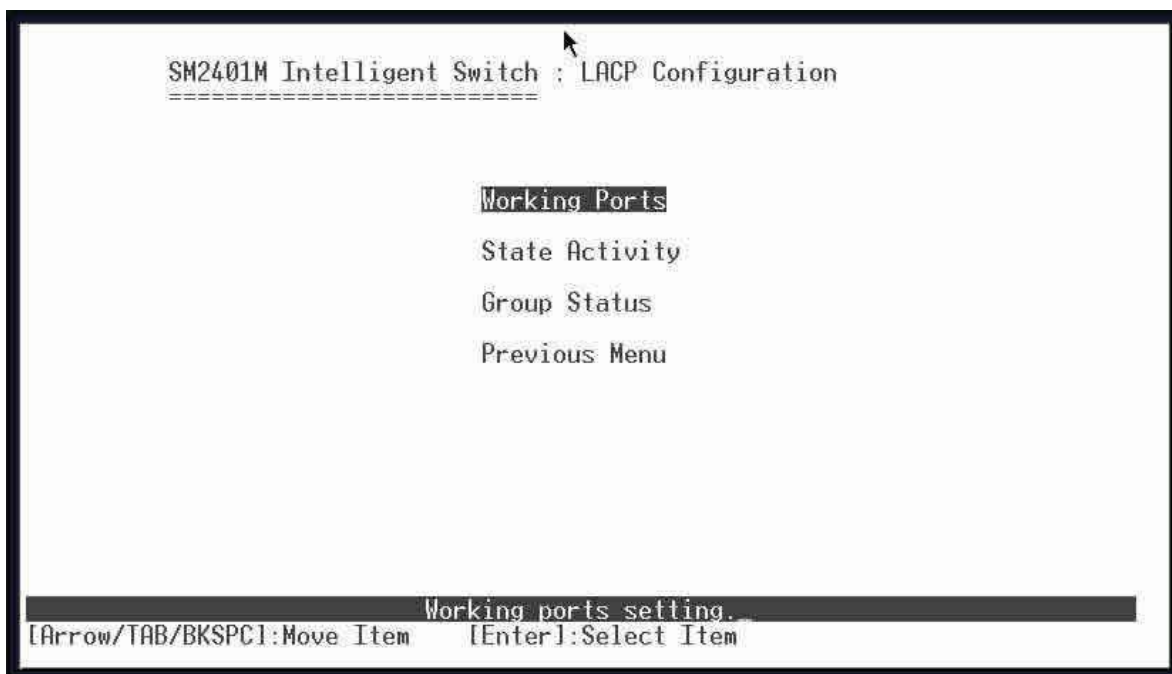 SM2401M Intelligent Switch : LACP Configuration
==========================
Working Ports
State Activity
Group Status
Previous Menu
Working ports setting._
[Arrow/TAB/BKSPC]:Move Item [Enter]:Select Item